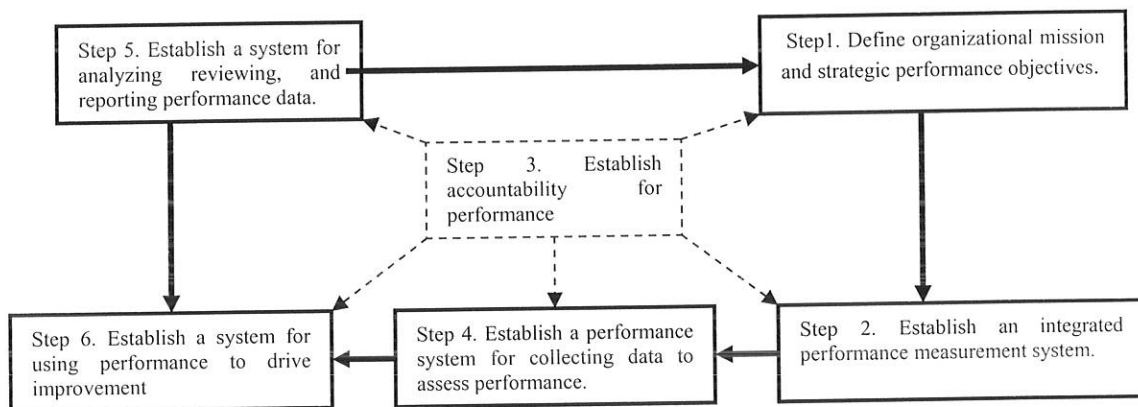 Step 5. Establish a system for
analyzing reviewing, and
reporting performance data.
Step1. Define organizational mission
and strategic performance objectives.
Step 3. Establish
accountability for
performance
Step 6. Establish a system for
using performance to drive
improvement
Step 4. Establish a performance
system for collecting data to
assess performance.
Step 2. Establish an integrated
performance measurement system.